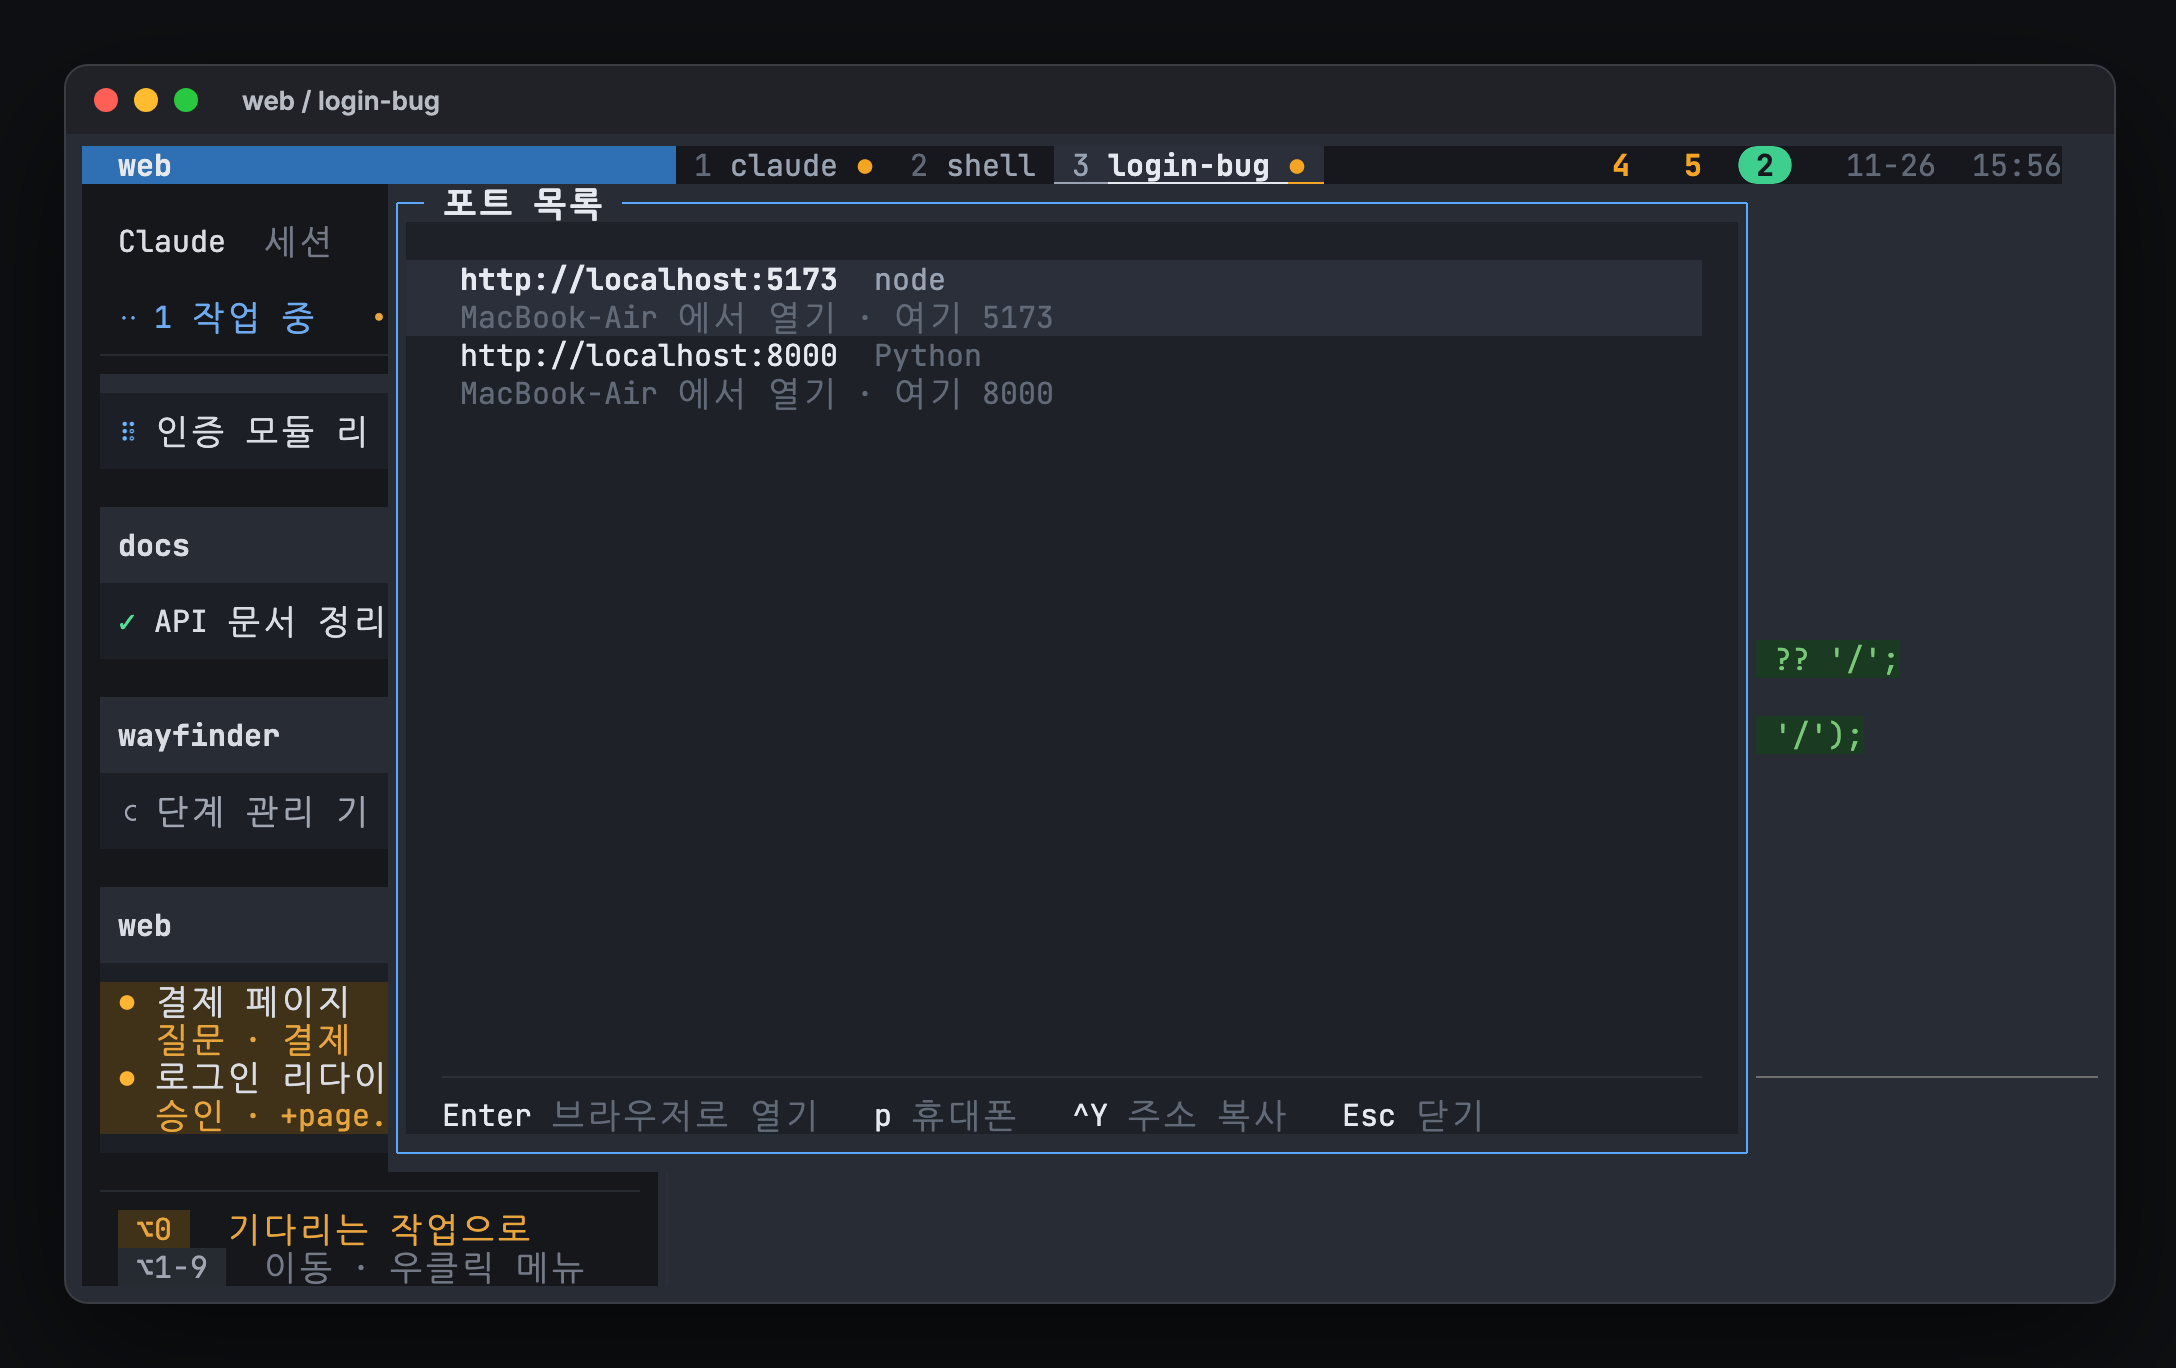 web / login-bug
web 1 claude 2 shell 3 login-bug 4 5 2 11-26 15:56
포트 목록
Claude 세션
1 작업 중
인증 모듈 리
docs
✓ API 문서 정리
wayfinder
단계 관리 기
web
결제 페이지
질문 · 결제
로그인 리다이
승인 · +page.
http://localhost:5173 node
MacBook-Air 에서 열기 · 여기 5173
http://localhost:8000 Python
MacBook-Air 에서 열기 · 여기 8000
Enter 브라우저로 열기 p 휴대폰 ^Y 주소 복사 Esc 닫기
?? '/';
'/');
⌥0 기다리는 작업으로
⌥1-9 이동 · 우클릭 메뉴